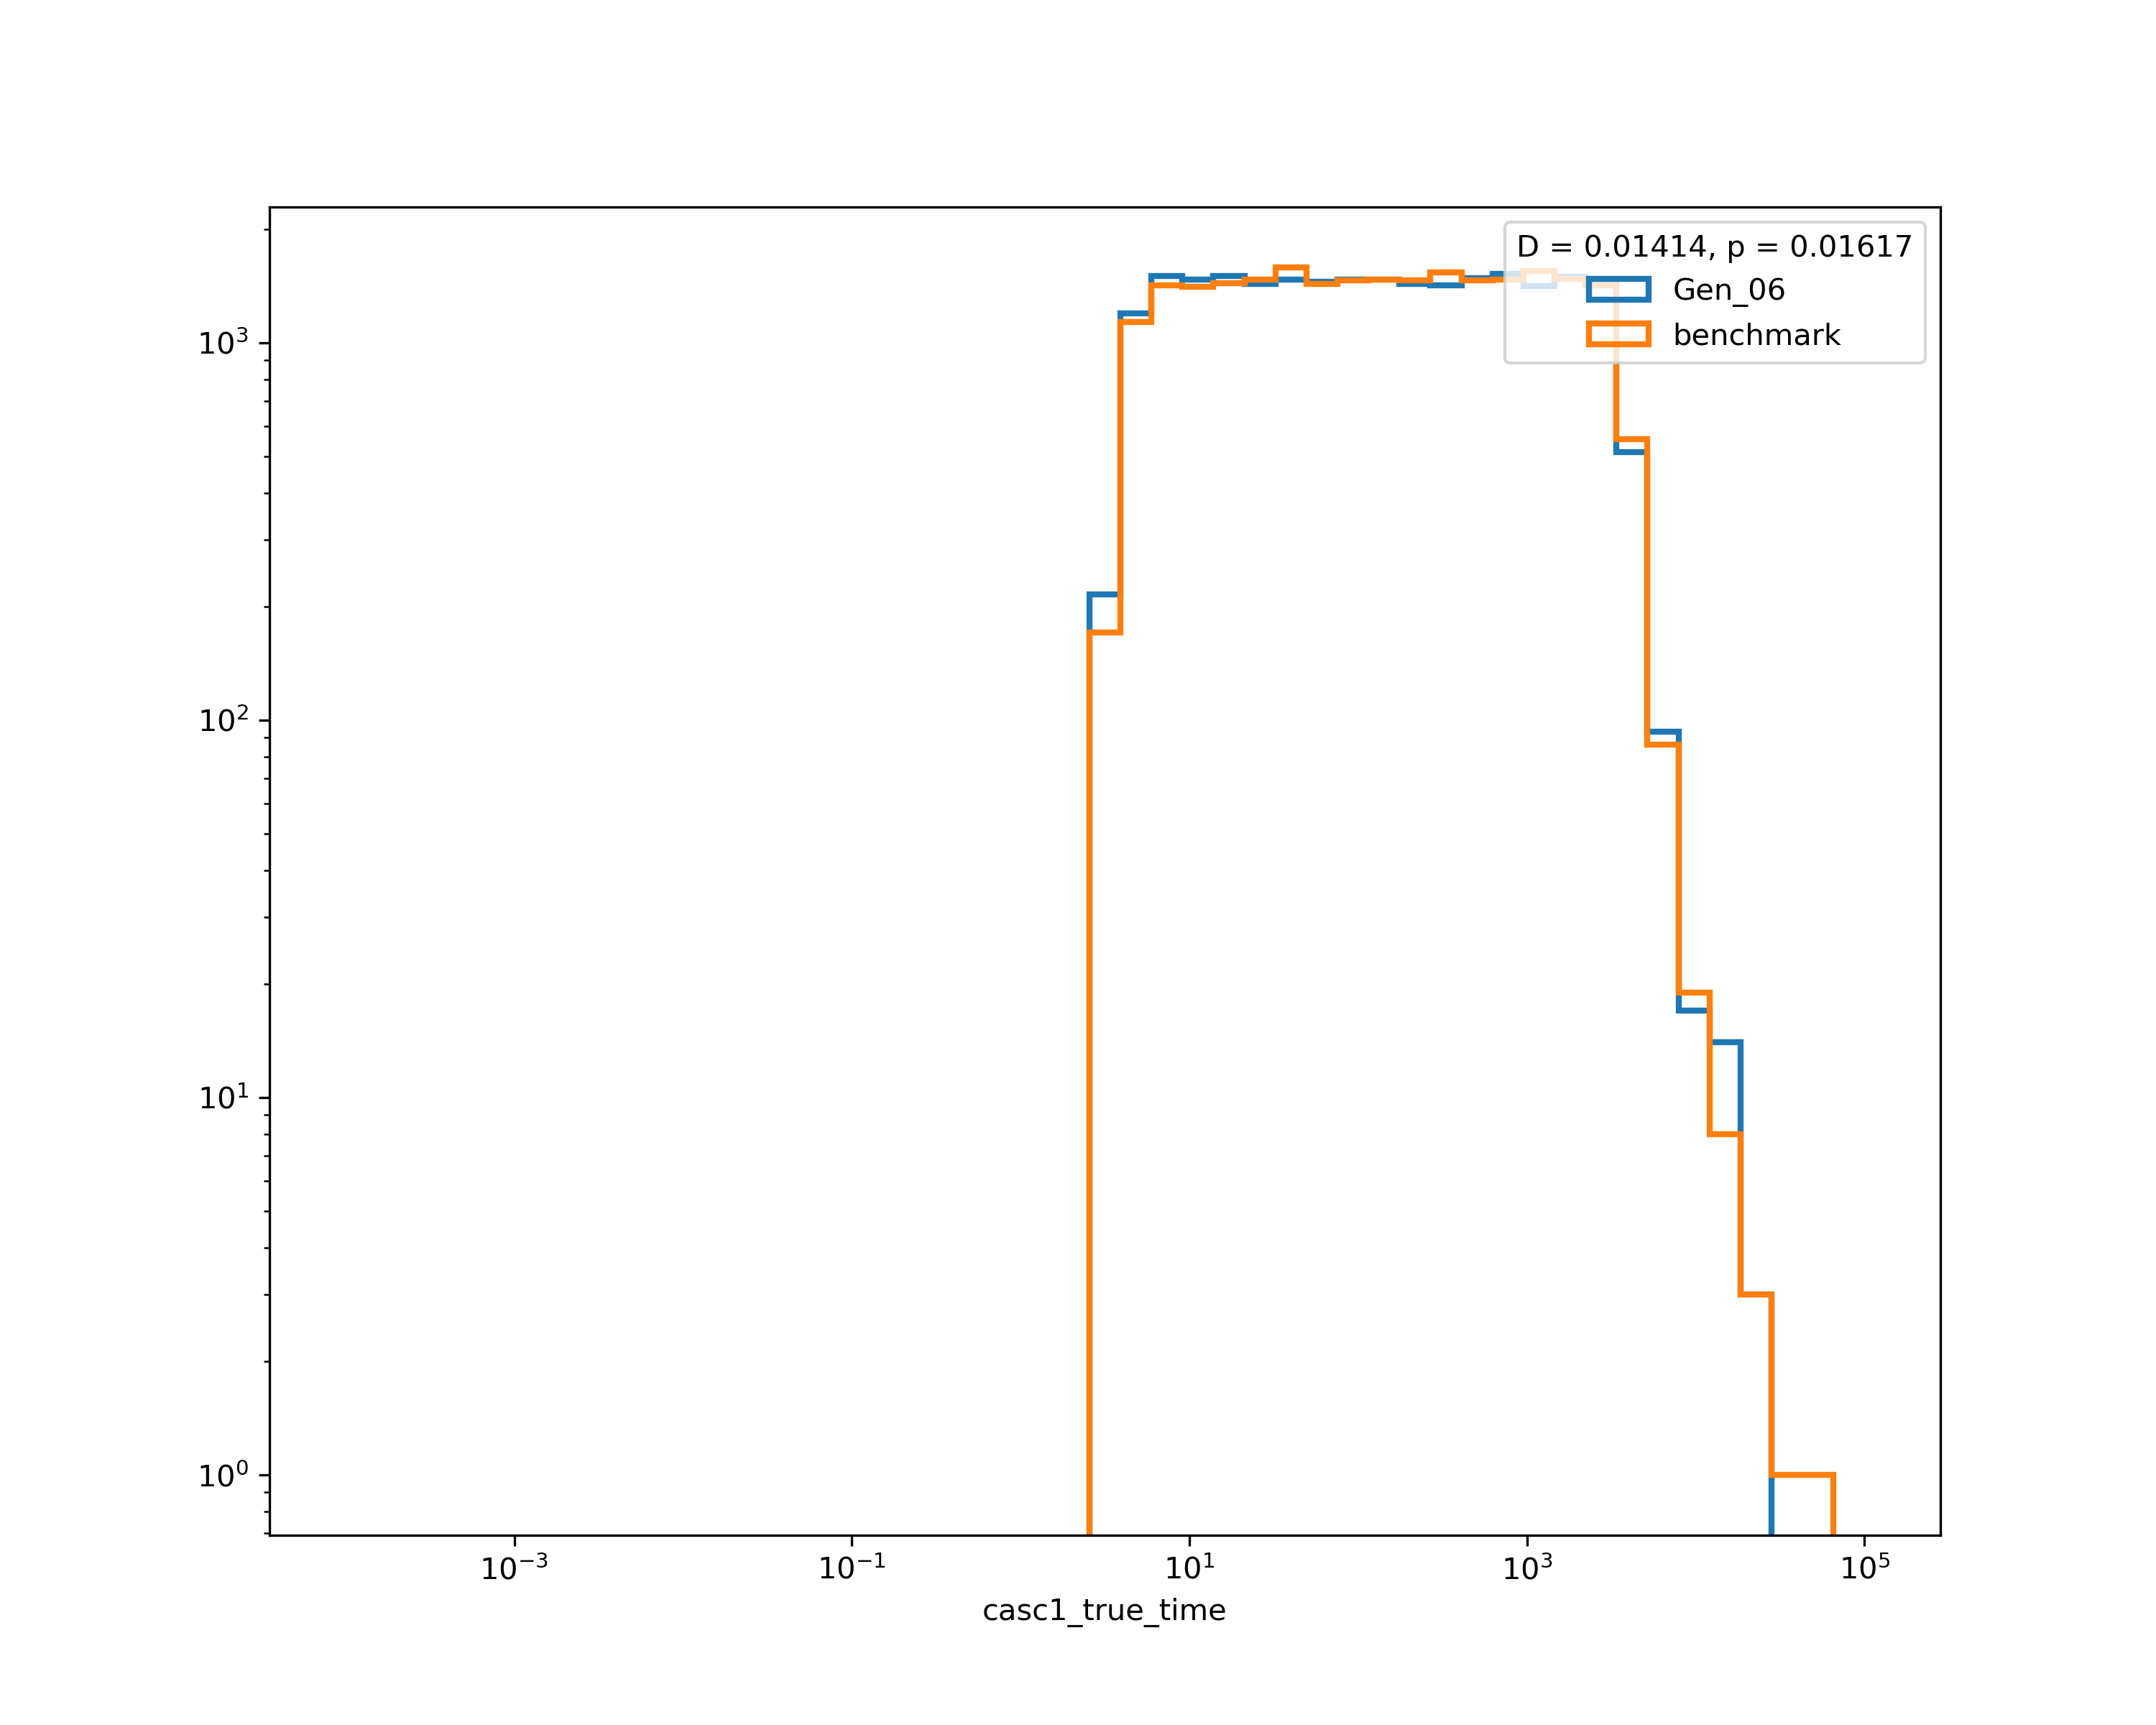 D = 0.01414, p = 0.01617
Gen_06
benchmark
10³
10²
10¹
10⁰
10⁻³ 10⁻¹ 10¹ 10³ 10⁵
casc1_true_time